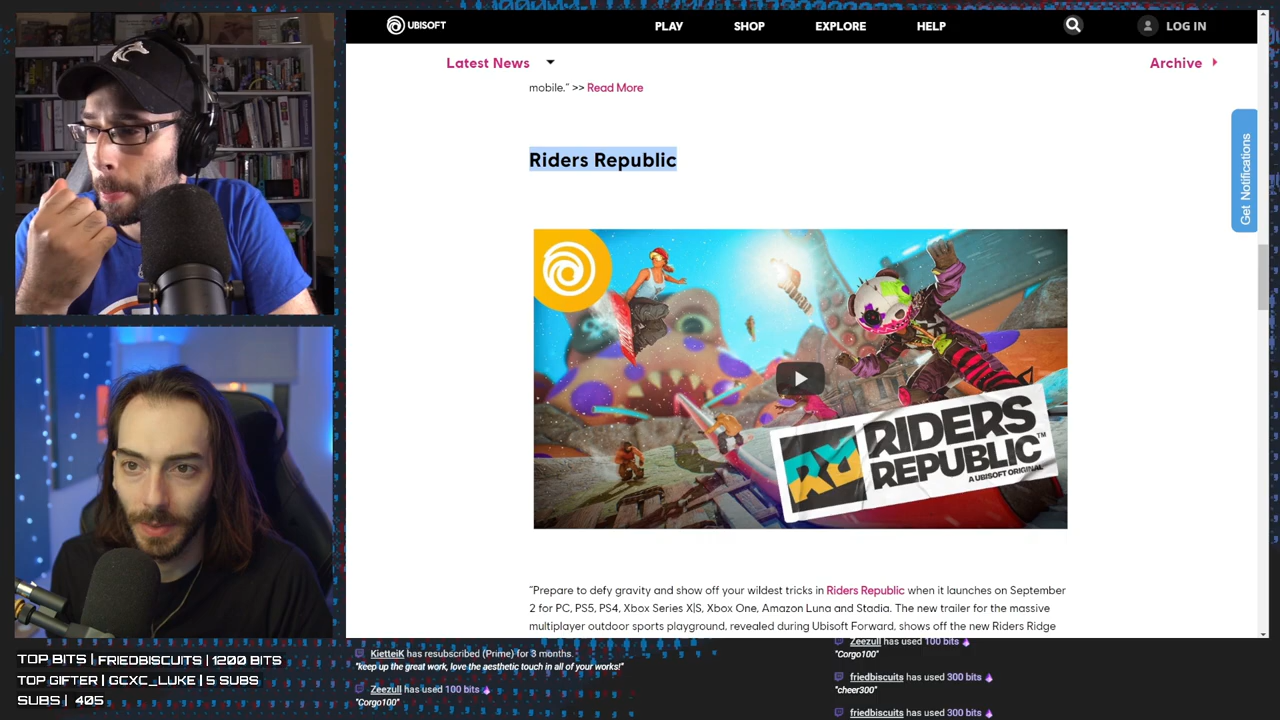 UBISOFT
PLAY
SHOP
EXPLORE
HELP
LOG IN
Latest News
Archive
mobile." >> Read More
Get Notifications
Riders Republic
RR
RIDERS
REPUBLIC™
A UBISOFT ORIGINAL
"Prepare to defy gravity and show off your wildest tricks in Riders Republic when it launches on September
2 for PC, PS5, PS4, Xbox Series X|S, Xbox One, Amazon Luna and Stadia. The new trailer for the massive
multiplayer outdoor sports playground, revealed during Ubisoft Forward, shows off the new Riders Ridge
TOP BITS | FRIEDBISCUITS | 1200 BITS
TOP GIFTER | GCXC_LUKE | 5 SUBS
SUBS | 405
KietteiK has resubscribed (Prime) for 3 months.
"keep up the great work, love the aesthetic touch in all of your works!"
Zeezull has used 100 bits
"Corgo100"
Zeezull has used 100 bits
"Corgo100"
friedbiscuits has used 300 bits
"cheer300"
friedbiscuits has used 300 bits